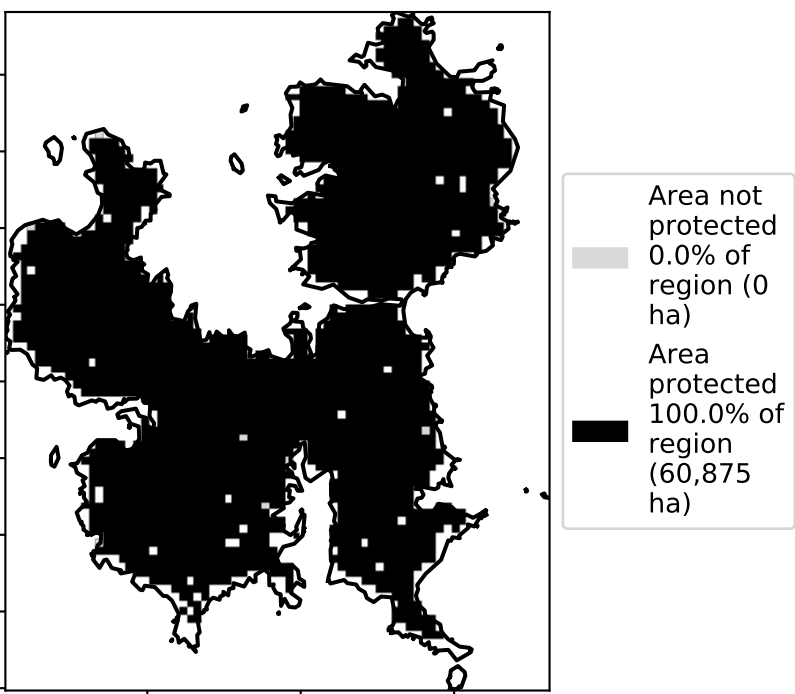 Area not
protected
0.0% of
region (0
ha)
Area
protected
100.0% of
region
(60,875
ha)